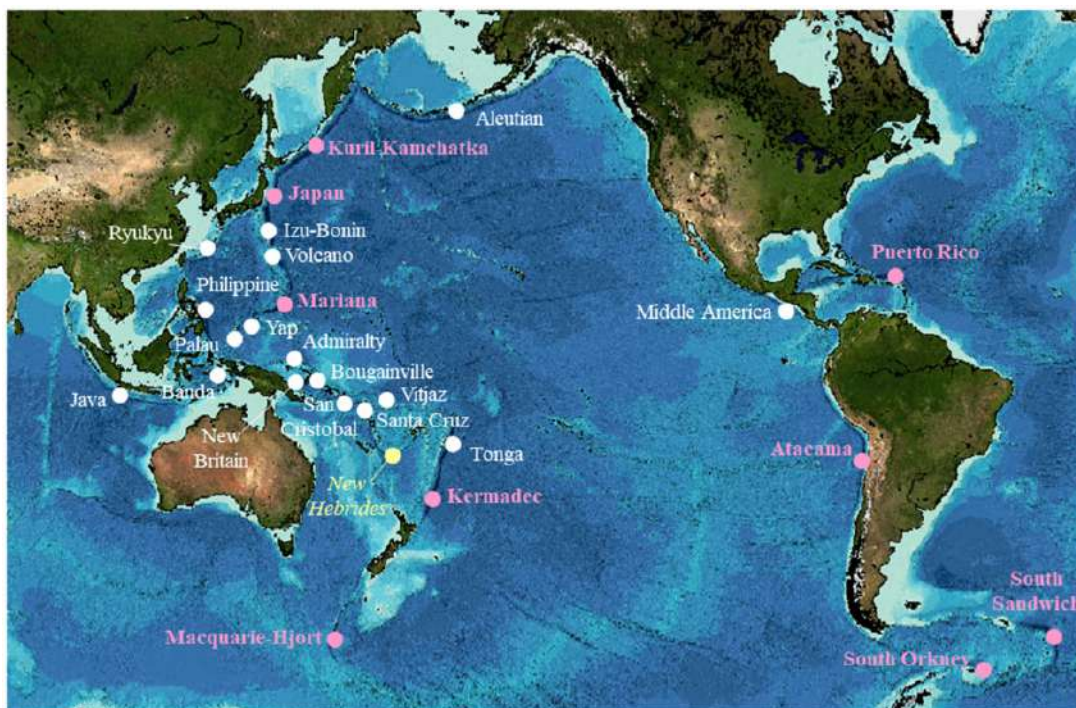 Aleutian
Kuril-Kamchatka
Japan
Izu-Bonin
Ryukyu
Volcano
Puerto Rico
Philippine
Mariana
Middle America
Yap
Palau
Admiralty
Bougainville
Banda
Java
Vitjaz
San
Cristobal
Santa Cruz
New
Britain
Tonga
Atacama
New
Hebrides
Kermadec
South
Sandwich
Macquarie-Hjort
South Orkney